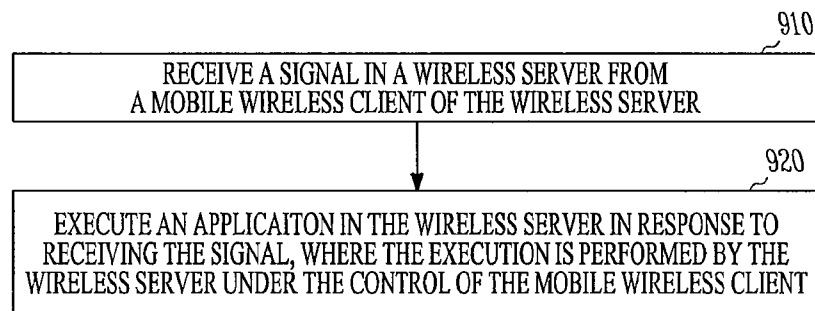 910
RECEIVE A SIGNAL IN A WIRELESS SERVER FROM
A MOBILE WIRELESS CLIENT OF THE WIRELESS SERVER
920
EXECUTE AN APPLICAITON IN THE WIRELESS SERVER IN RESPONSE TO
RECEIVING THE SIGNAL, WHERE THE EXECUTION IS PERFORMED BY THE
WIRELESS SERVER UNDER THE CONTROL OF THE MOBILE WIRELESS CLIENT